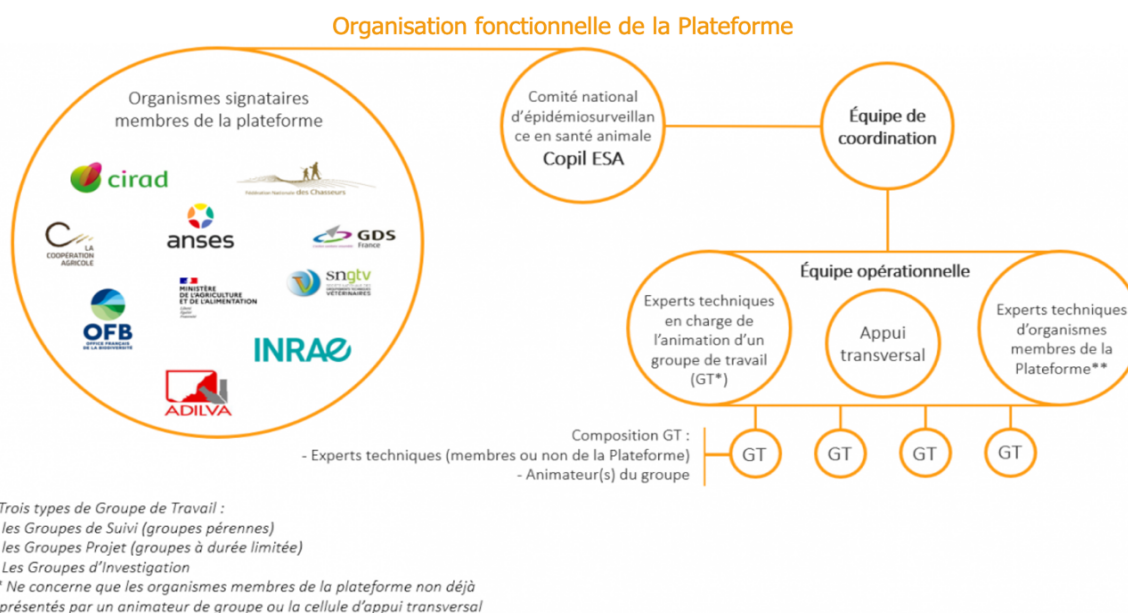 Organisation fonctionnelle de la Plateforme
Organismes signataires
membres de la plateforme
cirad
Fédération Nationale des Chasseurs
LA
COOPÉRATION
AGRICOLE
anses
GDS
France
MINISTÈRE
DE L'AGRICULTURE
ET DE L'ALIMENTATION
Liberté
Égalité
Fraternité
sngtv
VÉTÉRINAIRES
OFB
OFFICE FRANÇAIS
DE LA BIODIVERSITÉ
INRAE
ADILVA
Comité national
d'épidémiosurveillan
ce en santé animale
Copil ESA
Équipe de
coordination
Équipe opérationnelle
Experts techniques
en charge de
l'animation d'un
groupe de travail
(GT*)
Appui
transversal
Experts techniques
d'organismes
membres de la
Plateforme**
Composition GT :
- Experts techniques (membres ou non de la Plateforme)
- Animateur(s) du groupe
GT
GT
GT
GT
Trois types de Groupe de Travail :
les Groupes de Suivi (groupes pérennes)
les Groupes Projet (groupes à durée limitée)
Les Groupes d'Investigation
* Ne concerne que les organismes membres de la plateforme non déjà
présentés par un animateur de groupe ou la cellule d'appui transversal